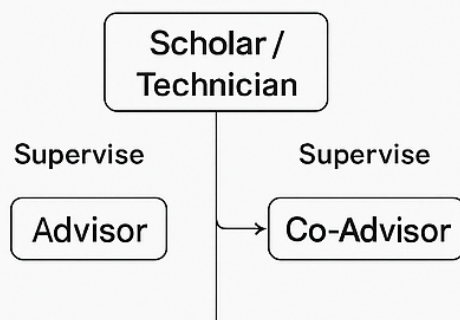 Scholar /
Technician
Supervise
Supervise
Advisor
Co-Advisor